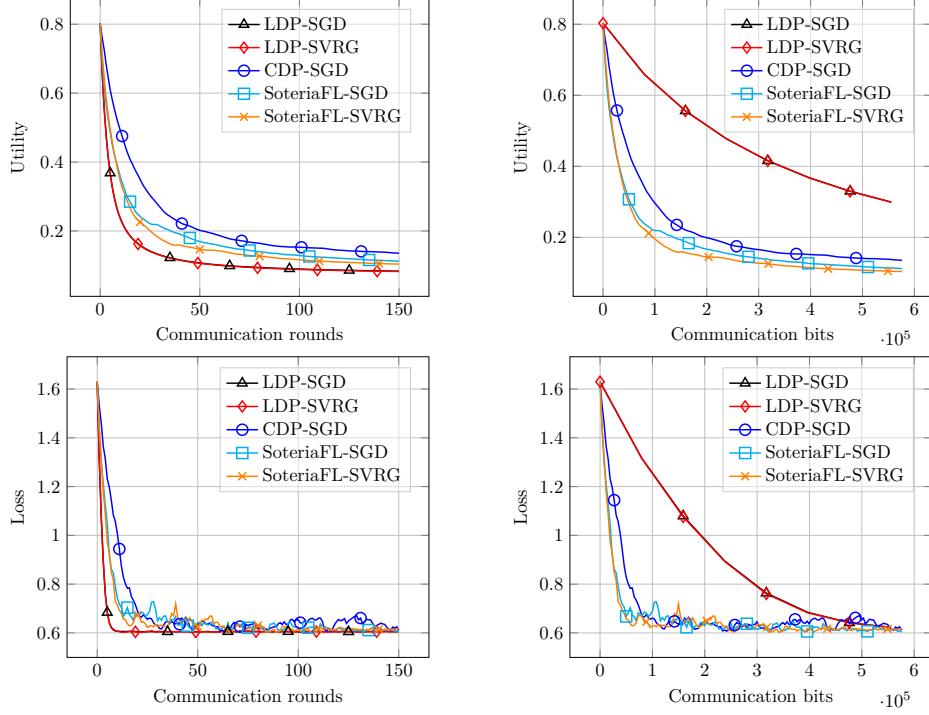 0.8
0.6
0.4
0.2
Utility
0
50
100
150
Communication rounds
LDP-SGD
LDP-SVRG
CDP-SGD
SoteriaFL-SGD
SoteriaFL-SVRG
0.8
0.6
0.4
0.2
Utility
0
1
2
3
4
5
6
·10⁵
Communication bits
LDP-SGD
LDP-SVRG
CDP-SGD
SoteriaFL-SGD
SoteriaFL-SVRG
1.6
1.4
1.2
1
0.8
0.6
Loss
0
50
100
150
Communication rounds
LDP-SGD
LDP-SVRG
CDP-SGD
SoteriaFL-SGD
SoteriaFL-SVRG
1.6
1.4
1.2
1
0.8
0.6
Loss
0
1
2
3
4
5
6
·10⁵
Communication bits
LDP-SGD
LDP-SVRG
CDP-SGD
SoteriaFL-SGD
SoteriaFL-SVRG